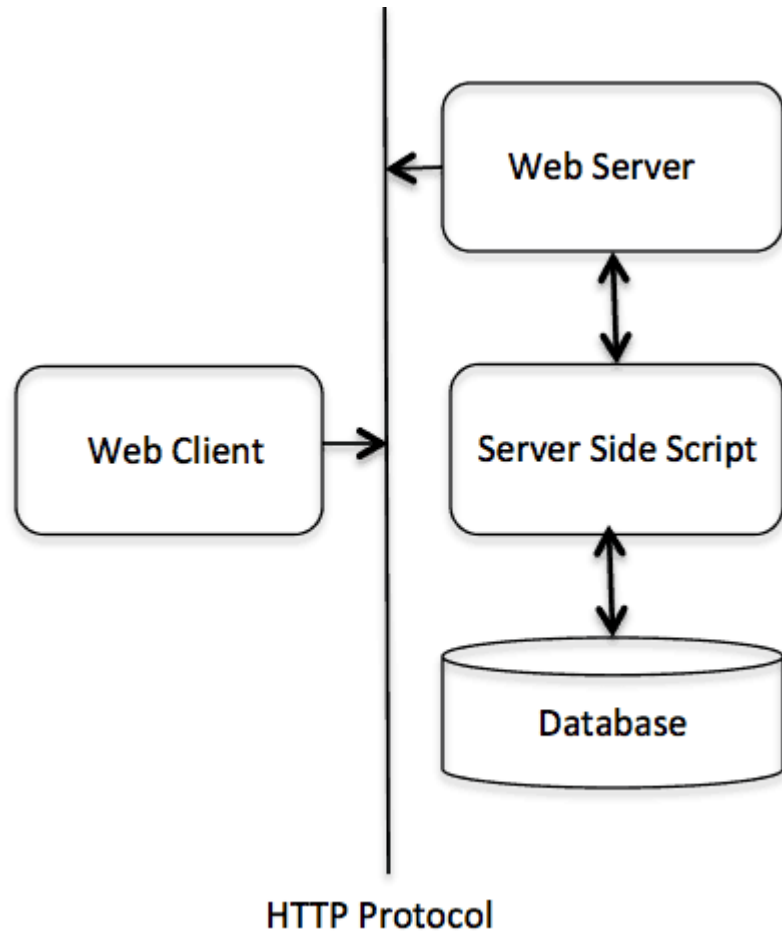 Web Server
Web Client
Server Side Script
Database
HTTP Protocol